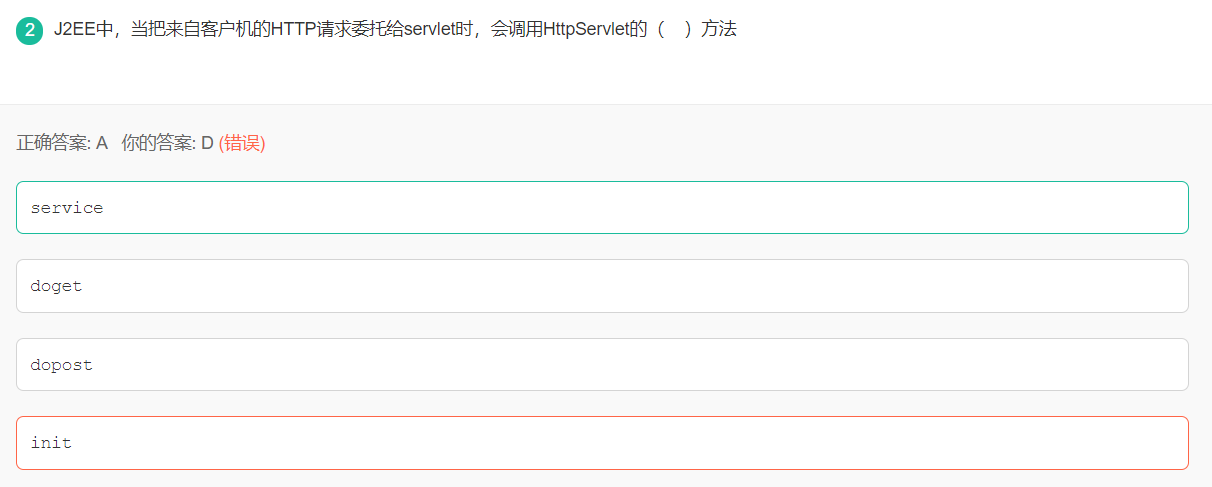 2 J2EE中，当把来自客户机的HTTP请求委托给servlet时，会调用HttpServlet的（　）方法
正确答案: A 你的答案: D (错误)
service
doget
dopost
init